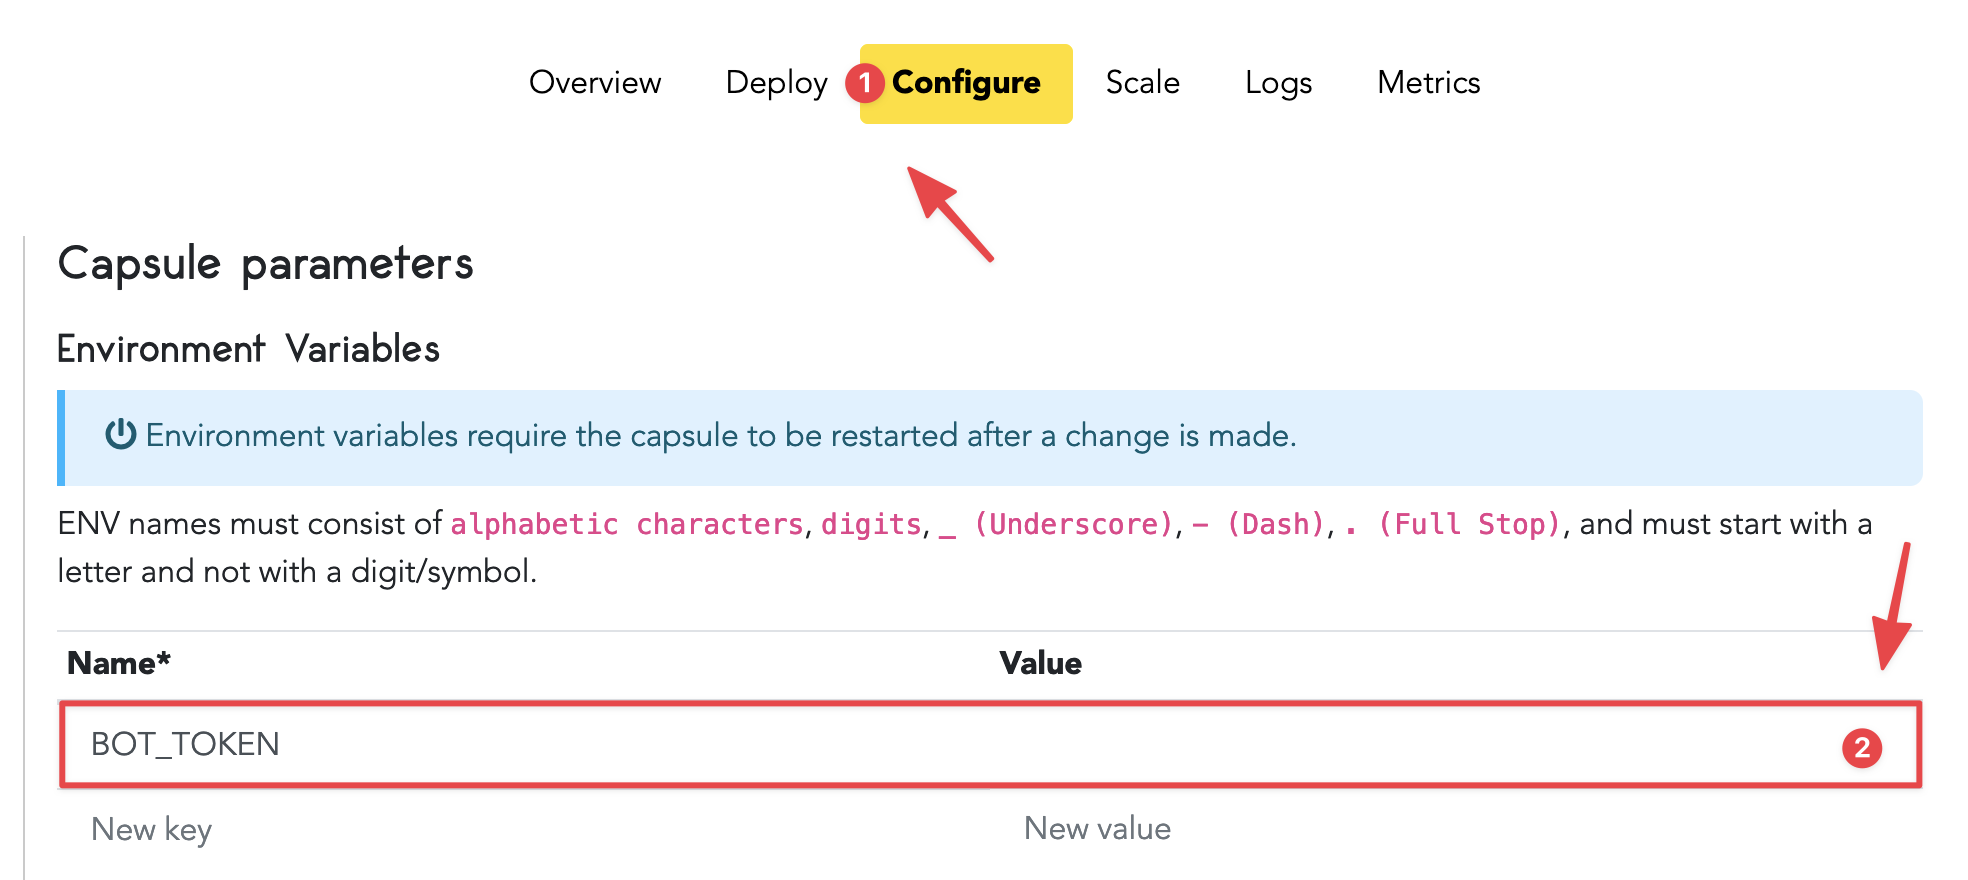 Overview Deploy 1 Configure Scale Logs Metrics
Capsule parameters
Environment Variables
Environment variables require the capsule to be restarted after a change is made.
ENV names must consist of alphabetic characters, digits, _ (Underscore), - (Dash), . (Full Stop), and must start with a
letter and not with a digit/symbol.
Name* Value
BOT_TOKEN 2
New key New value